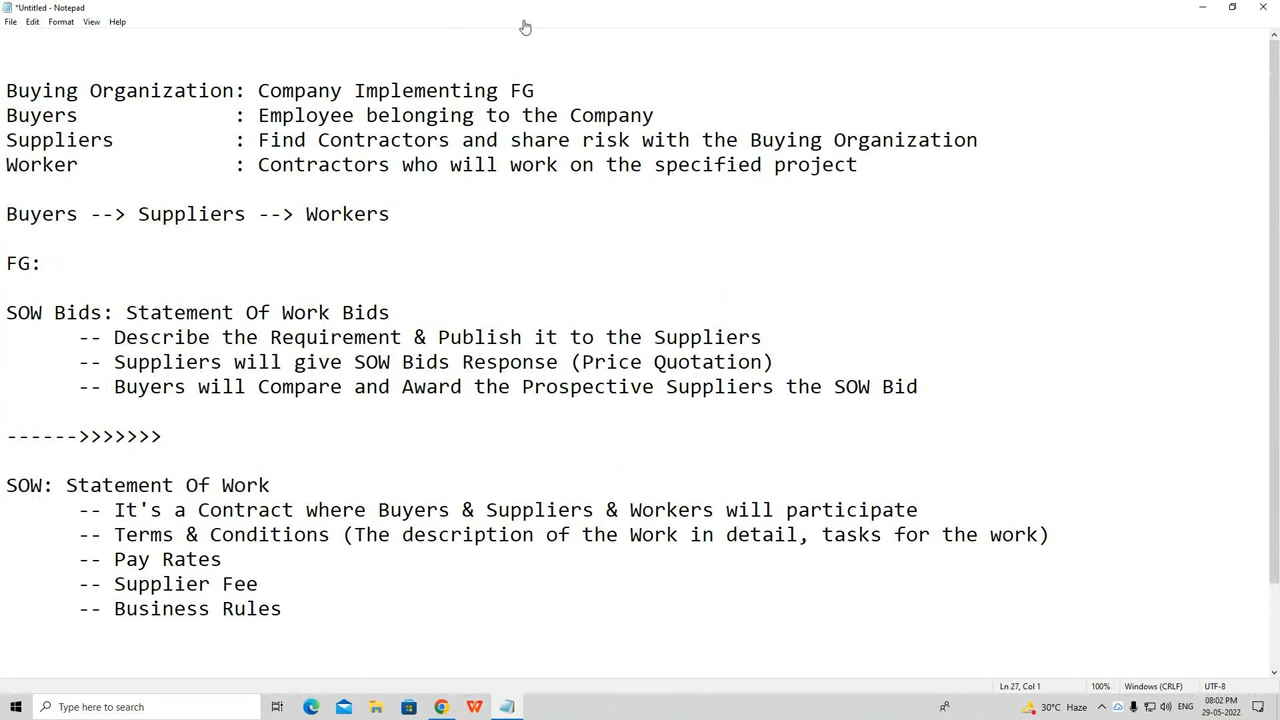 *Untitled - Notepad
File Edit Format View Help
Buying Organization: Company Implementing FG
Buyers : Employee belonging to the Company
Suppliers : Find Contractors and share risk with the Buying Organization
Worker : Contractors who will work on the specified project
Buyers --> Suppliers --> Workers
FG:
SOW Bids: Statement Of Work Bids
-- Describe the Requirement & Publish it to the Suppliers
-- Suppliers will give SOW Bids Response (Price Quotation)
-- Buyers will Compare and Award the Prospective Suppliers the SOW Bid
------>>>>>>>
SOW: Statement Of Work
-- It's a Contract where Buyers & Suppliers & Workers will participate
-- Terms & Conditions (The description of the Work in detail, tasks for the work)
-- Pay Rates
-- Supplier Fee
-- Business Rules
Ln 27, Col 1 100% Windows (CRLF) UTF-8
Type here to search 30°C Haze ENG 08:02 PM
29-05-2022